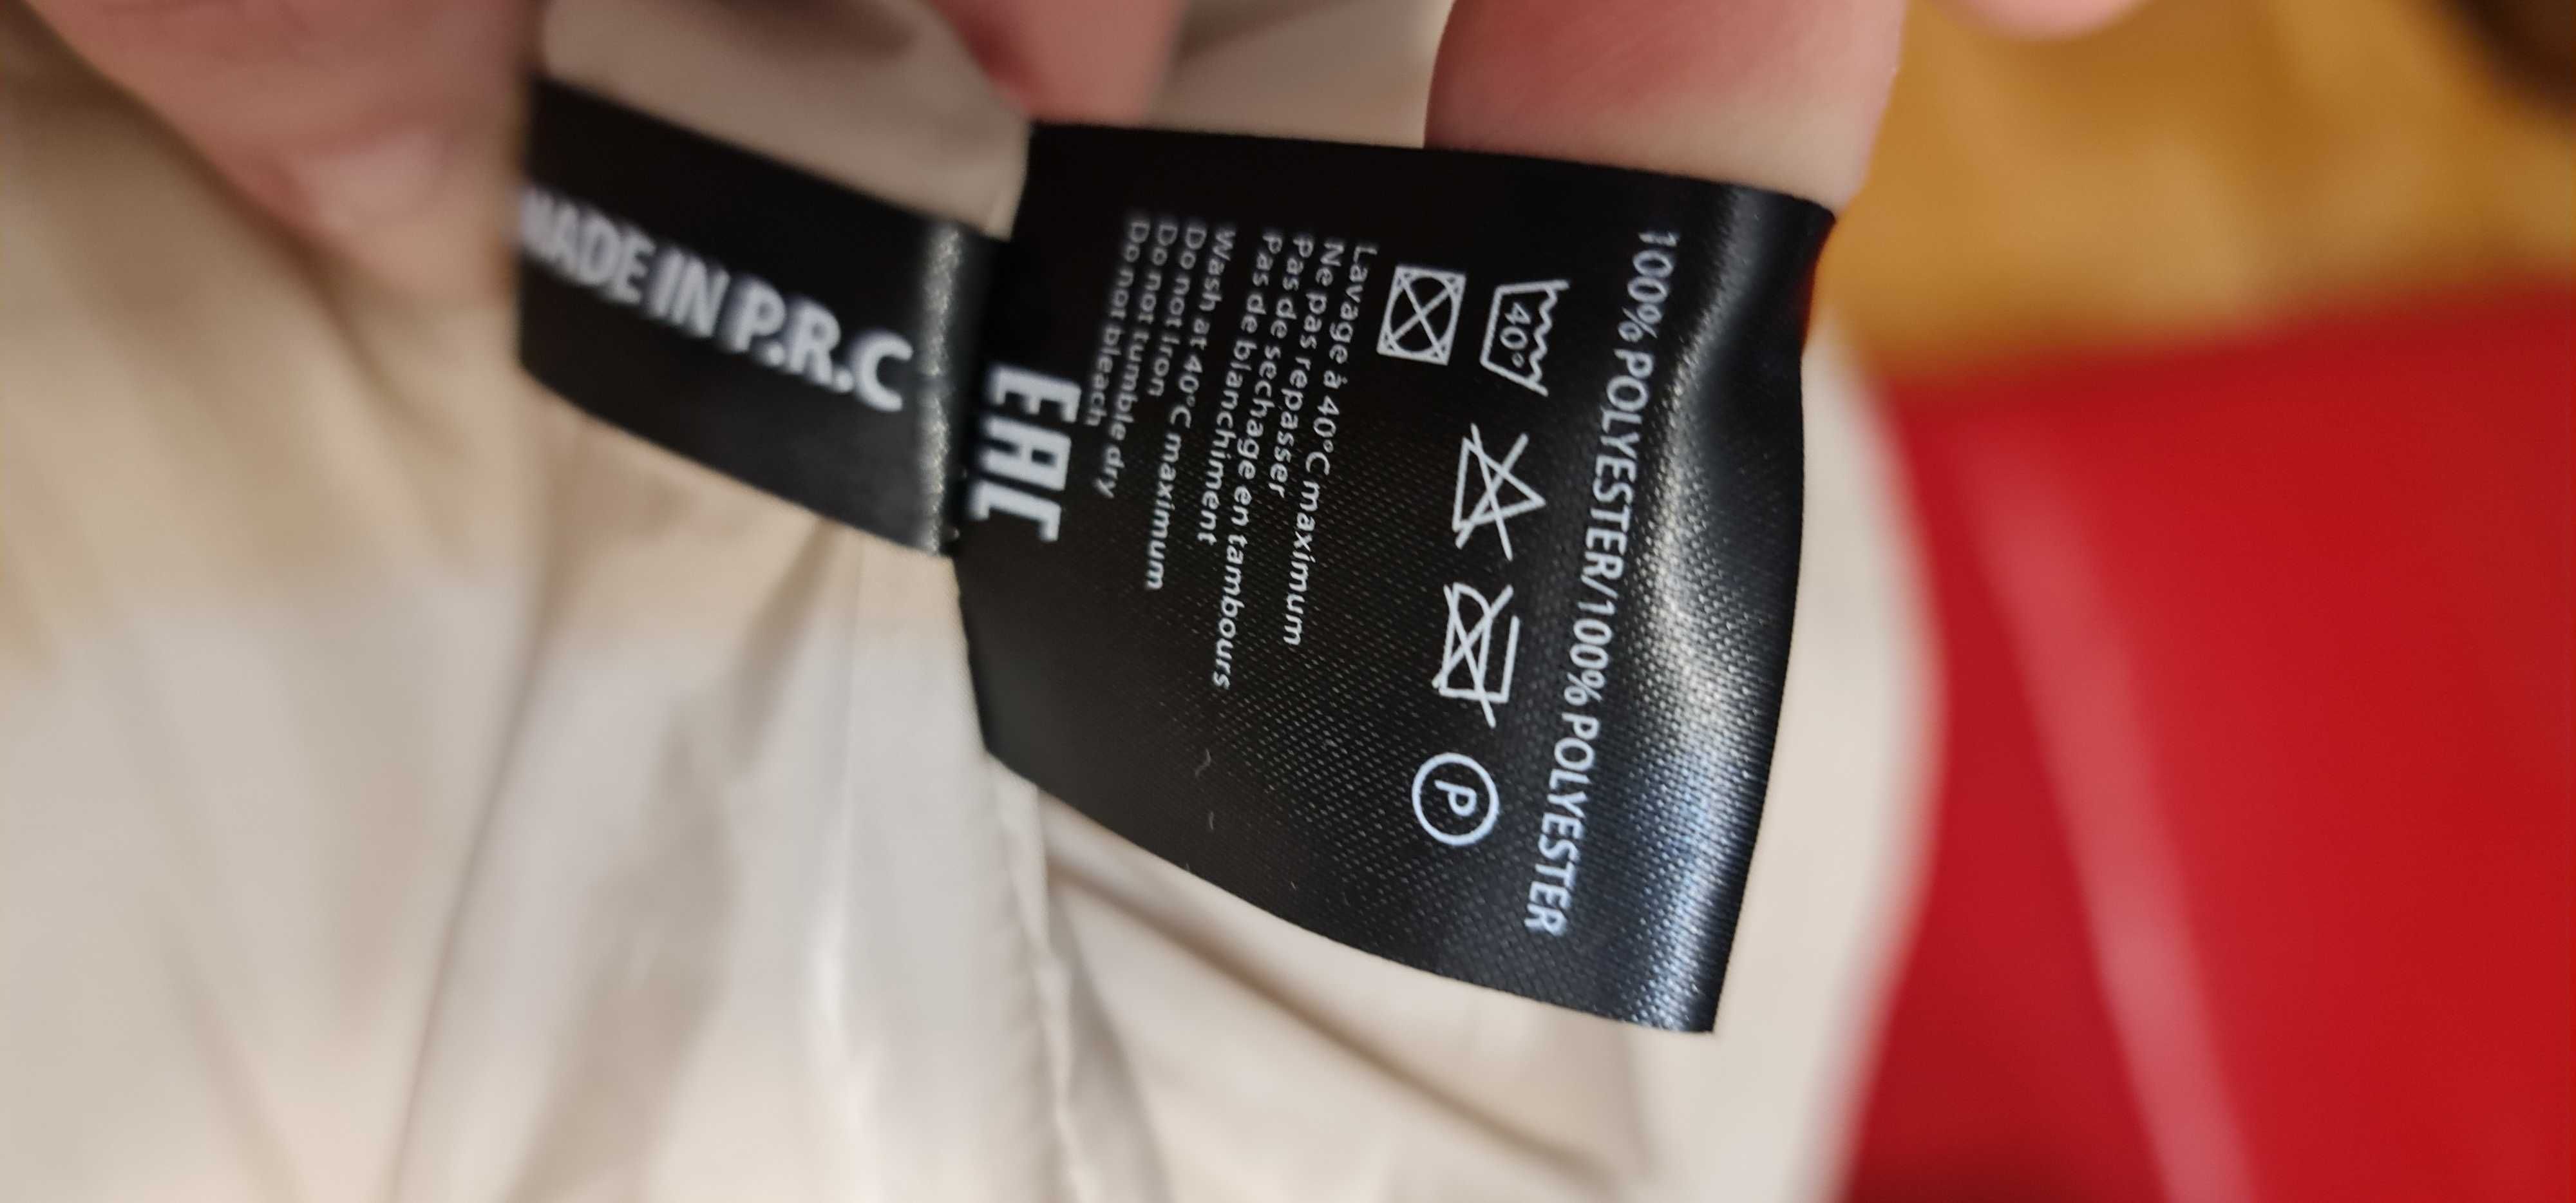 100% POLYESTER/100% POLYESTER
40°
P
Lavage à 40°C maximum
Ne pas repasser
Pas de sechage en tambours
Pas de blanchiment
Wash at 40°C maximum
Do not Iron
Do not tumble dry
Do not bleach
EAC
MADE IN P.R.C